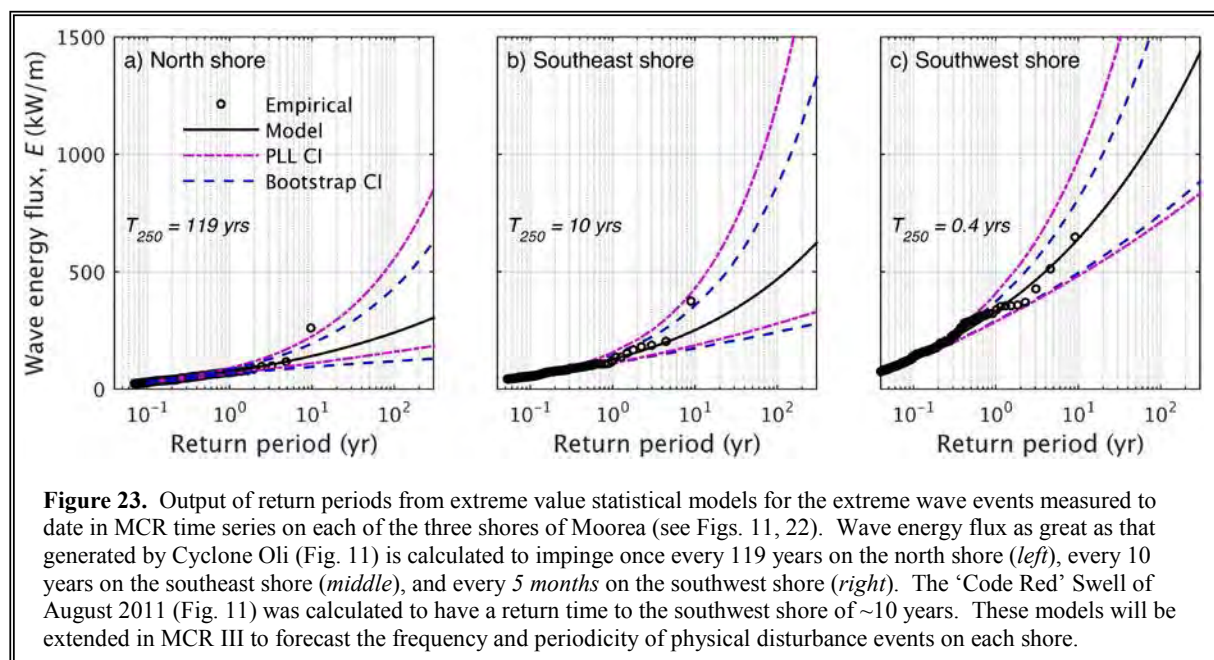 a) North shore
b) Southeast shore
c) Southwest shore
Empirical
Model
PLL CI
Bootstrap CI
T250 = 119 yrs
T250 = 10 yrs
T250 = 0.4 yrs
Wave energy flux, E (kW/m)
1500
1000
500
0
10-1 100 101 102
10-1 100 101 102
10-1 100 101 102
Return period (yr)
Return period (yr)
Return period (yr)
Figure 23. Output of return periods from extreme value statistical models for the extreme wave events measured to
date in MCR time series on each of the three shores of Moorea (see Figs. 11, 22). Wave energy flux as great as that
generated by Cyclone Oli (Fig. 11) is calculated to impinge once every 119 years on the north shore (left), every 10
years on the southeast shore (middle), and every 5 months on the southwest shore (right). The ‘Code Red’ Swell of
August 2011 (Fig. 11) was calculated to have a return time to the southwest shore of ~10 years. These models will be
extended in MCR III to forecast the frequency and periodicity of physical disturbance events on each shore.